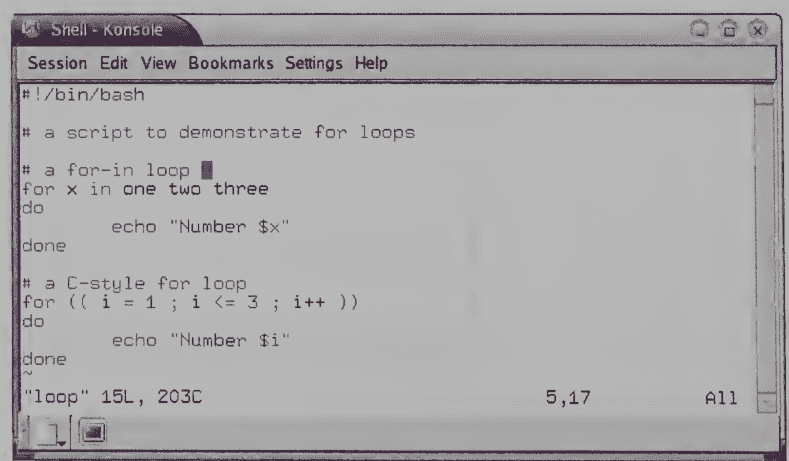 Shell - Konsole
Session Edit View Bookmarks Settings Help
#!/bin/bash

# a script to demonstrate for loops

# a for-in loop
for x in one two three
do
        echo "Number $x"
done

# a C-style for loop
for (( i = 1 ; i <= 3 ; i++ ))
do
        echo "Number $i"
done
~
"loop" 15L, 203C 5,17 All